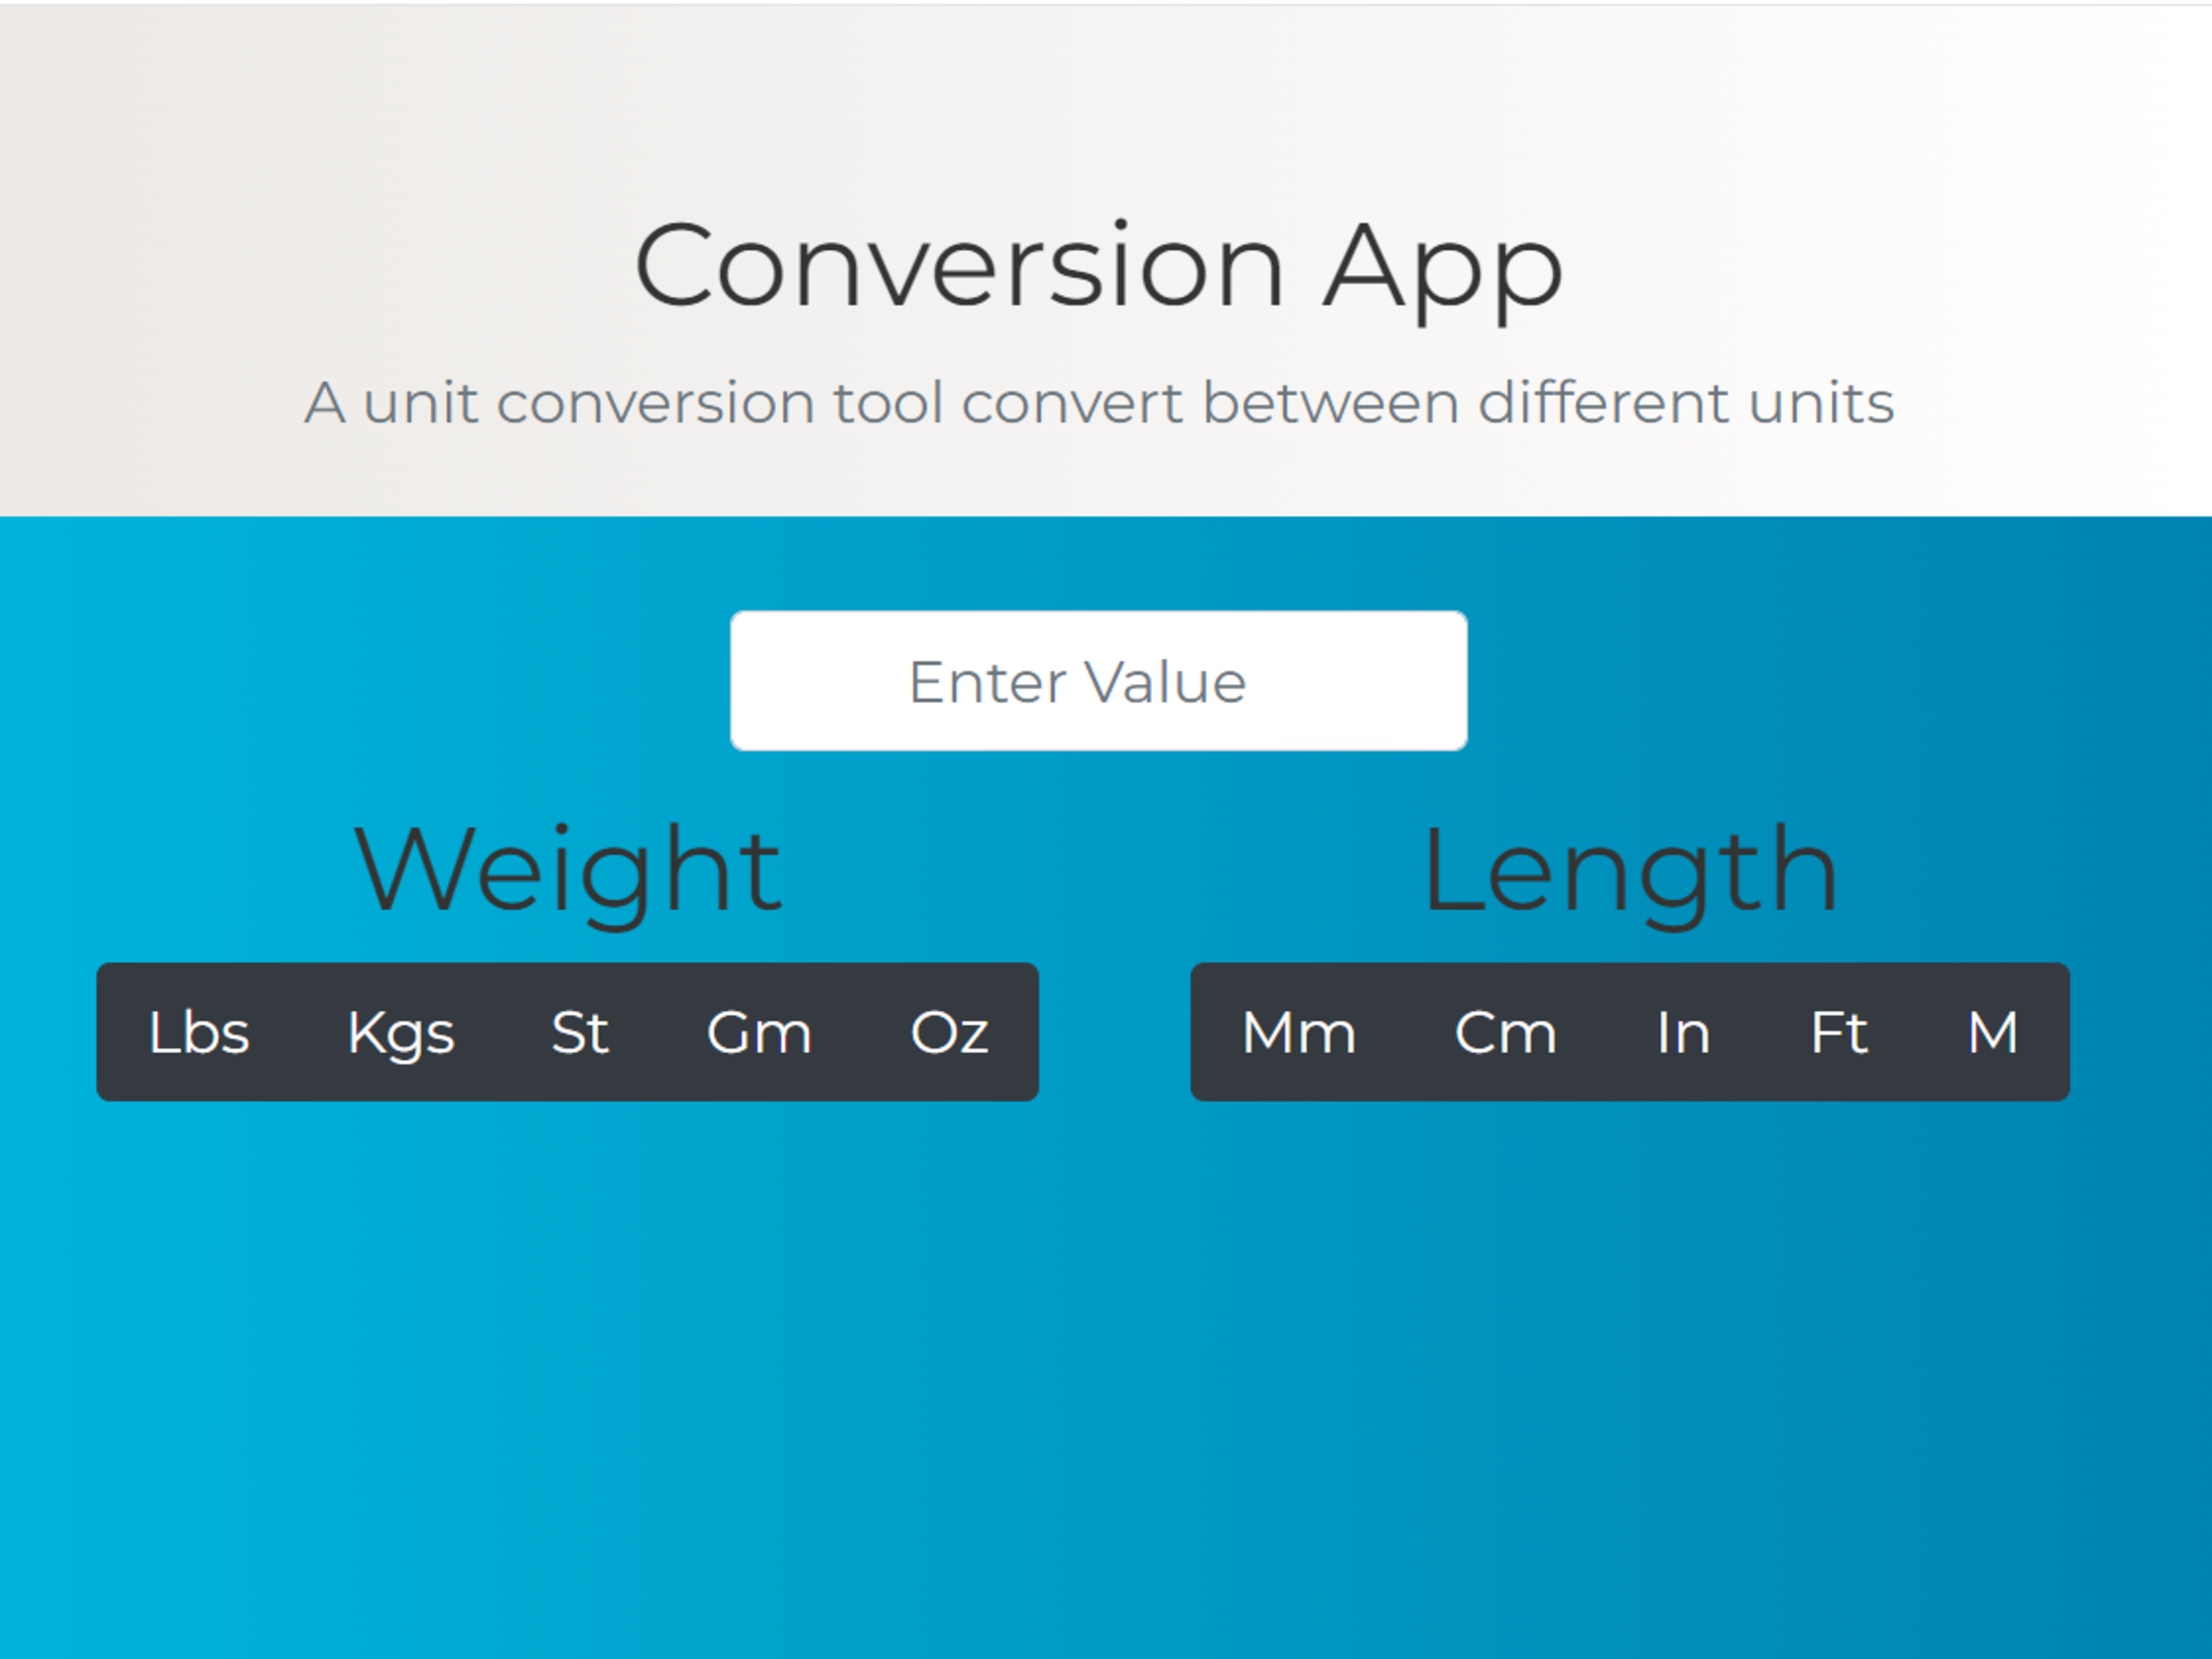 Conversion App
A unit conversion tool convert between different units
Enter Value
Weight
Lbs Kgs St Gm Oz
Length
Mm Cm In Ft M